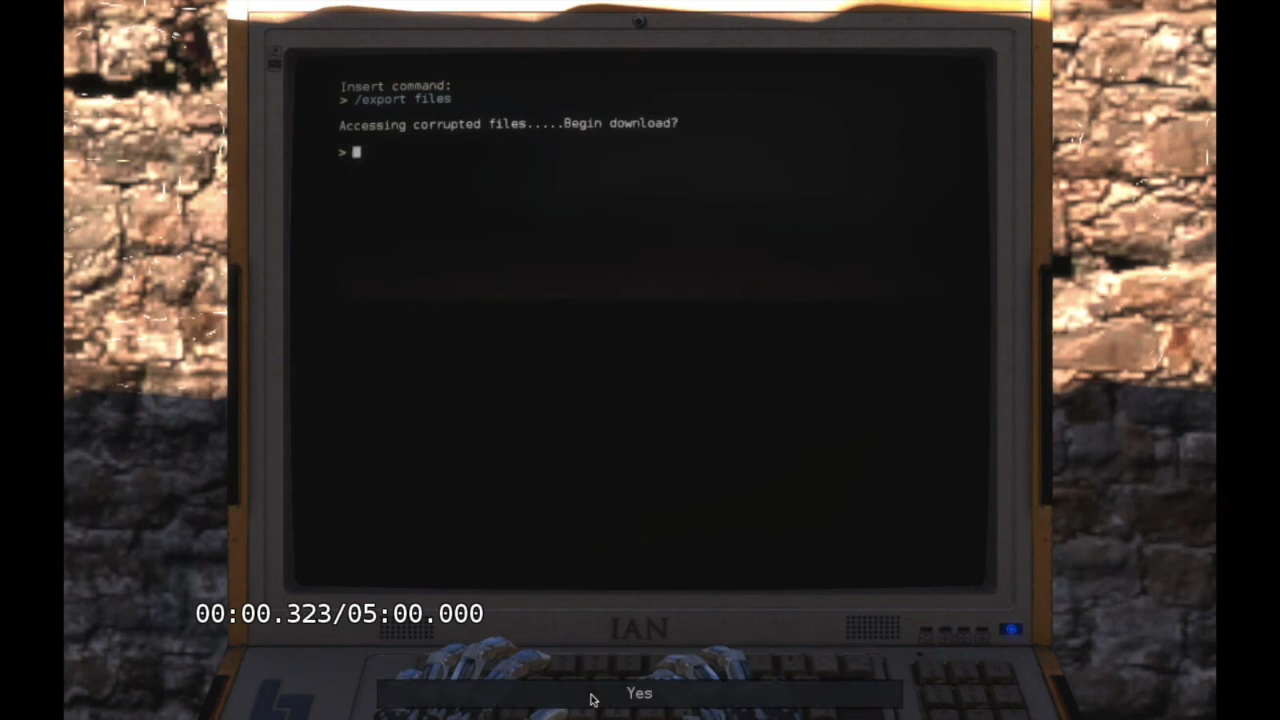 Insert command:
> /export files
Accessing corrupted files.....Begin download?
>
00:00.323/05:00.000
IAN
Yes